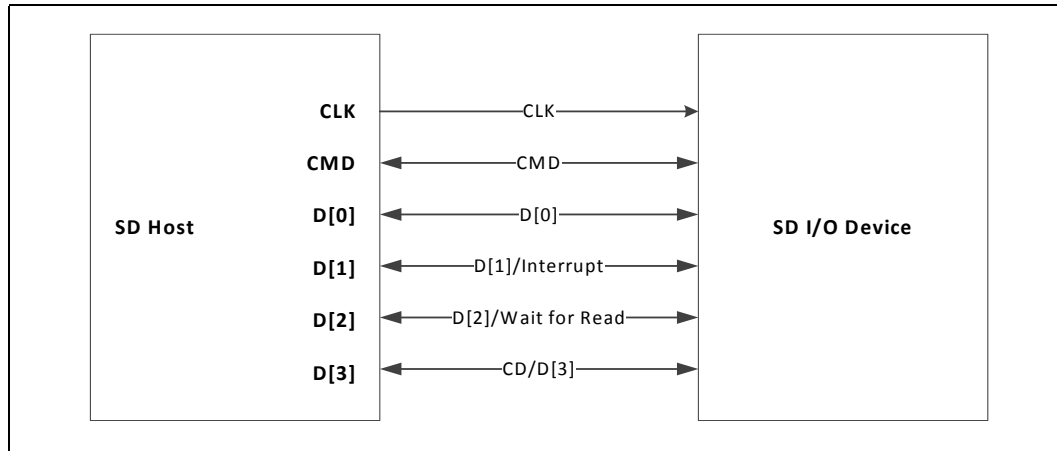 CLK CLK
CMD CMD
D[0] D[0]
SD Host SD I/O Device
D[1] D[1]/Interrupt
D[2] D[2]/Wait for Read
D[3] CD/D[3]